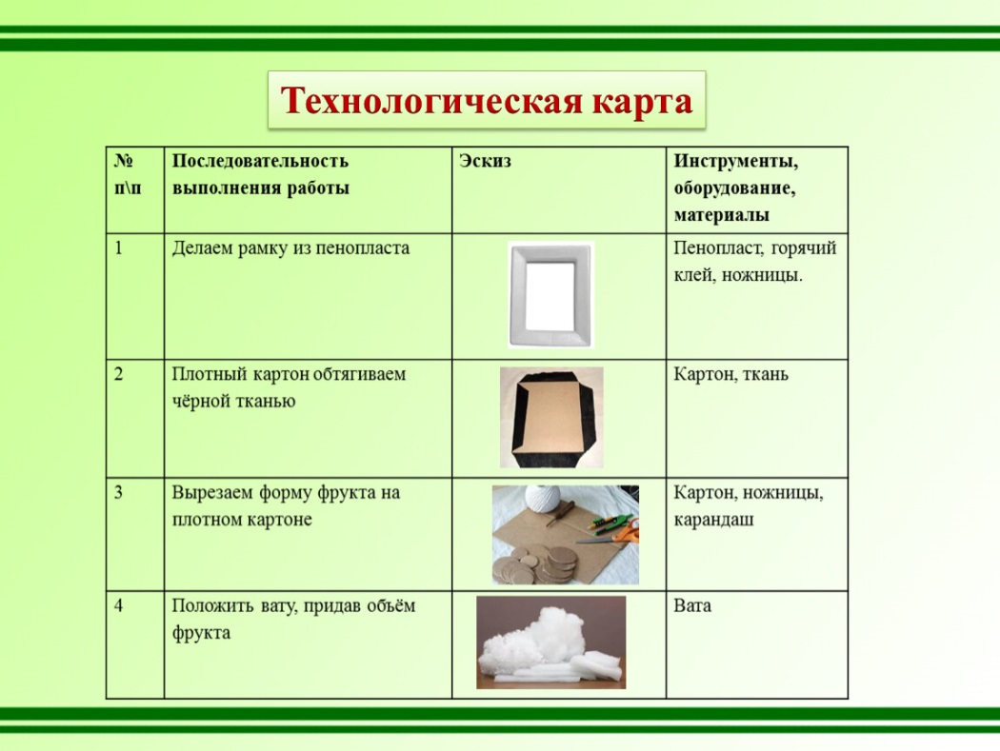 Технологическая карта
№
п\п
Последовательность
выполнения работы
Эскиз
Инструменты,
оборудование,
материалы
1
Делаем рамку из пенопласта
Пенопласт, горячий
клей, ножницы.
2
Плотный картон обтягиваем
чёрной тканью
Картон, ткань
3
Вырезаем форму фрукта на
плотном картоне
Картон, ножницы,
карандаш
4
Положить вату, придав объём
фрукта
Вата